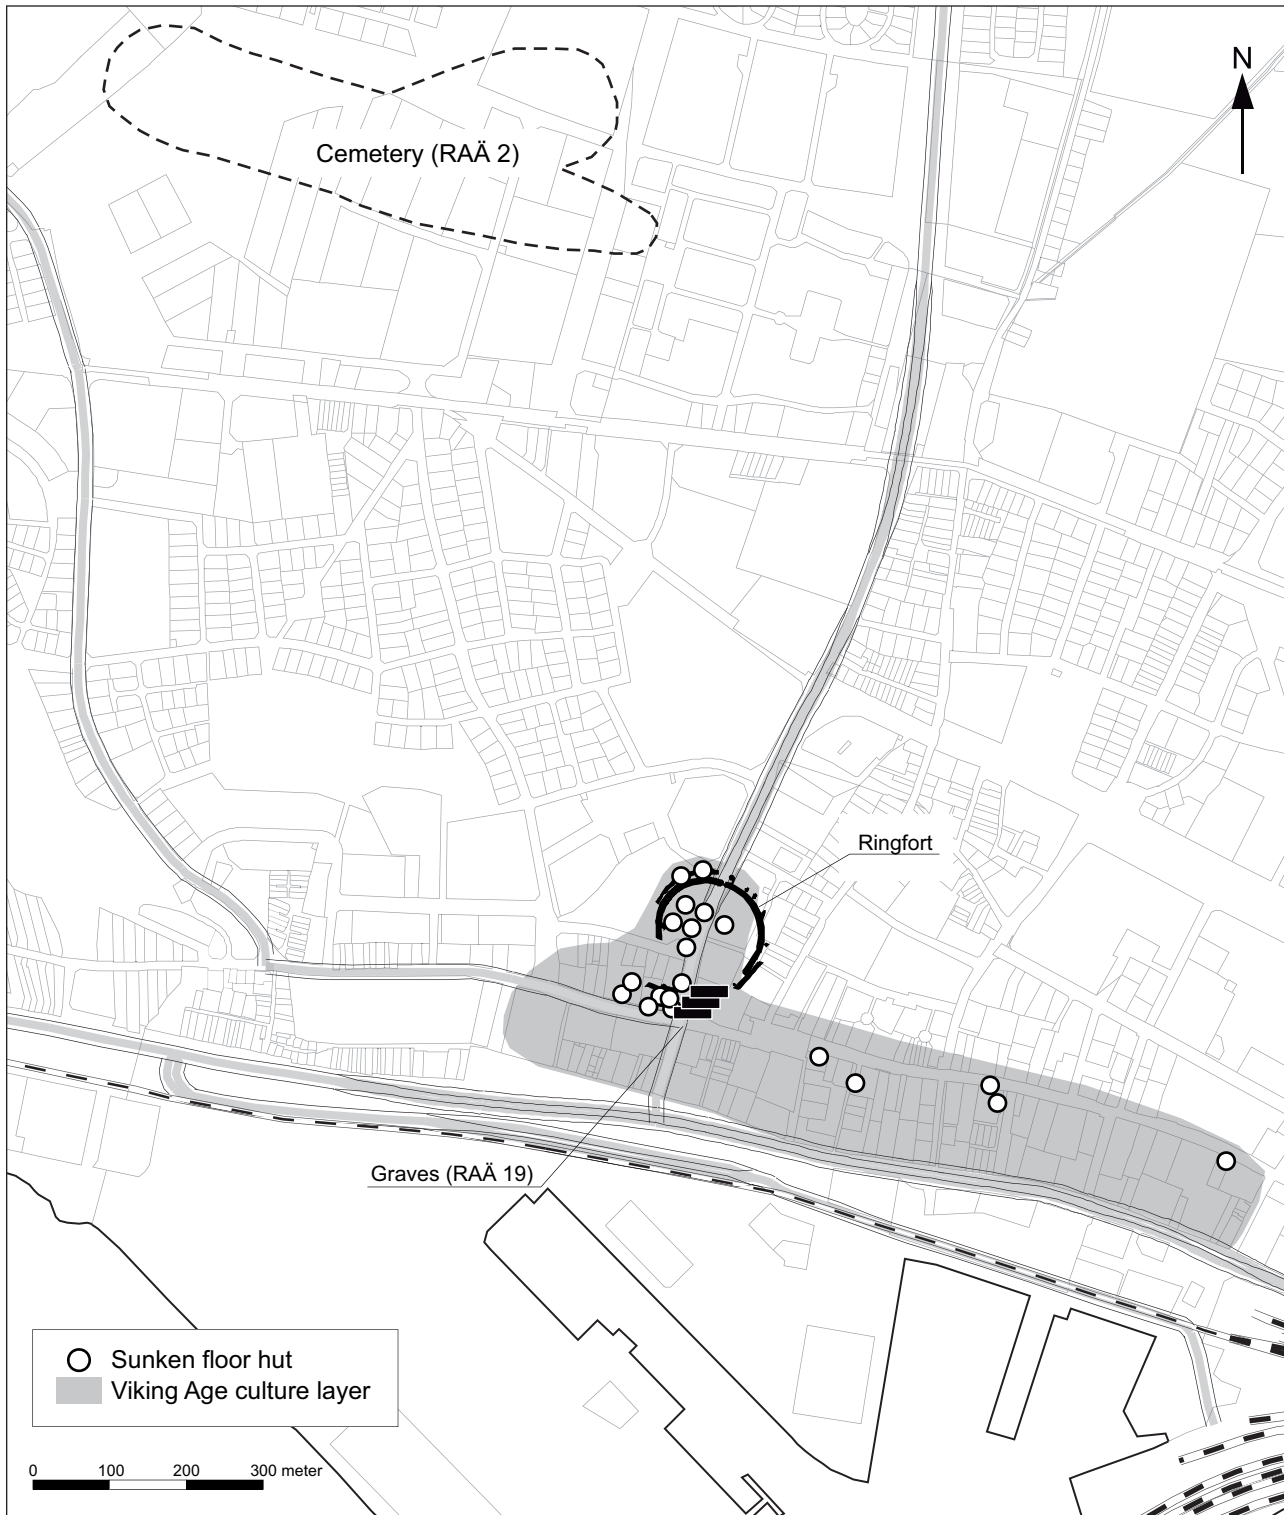 N
Cemetery (RAÄ 2)
Ringfort
Graves (RAÄ 19)
Sunken floor hut
Viking Age culture layer
0 100 200 300 meter